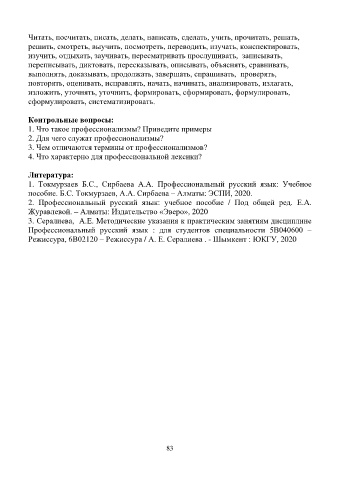 Читать, посчитать, писать, делать, написать, сделать, учить, прочитать, решать,
решить, смотреть, выучить, посмотреть, переводить, изучать, конспектировать,
изучить, отдыхать, заучивать, пересматривать прослушивать, записывать,
переписывать, диктовать, пересказывать, описывать, объяснять, сравнивать,
выполнять, доказывать, продолжать, завершать, спрашивать, проверять,
повторять, оценивать, исправлять, начать, начинать, анализировать, излагать,
изложить, уточнять, уточнить, формировать, сформировать, формулировать,
сформулировать, систематизировать.
Контрольные вопросы:
1. Что такое профессионализмы? Приведите примеры
2. Для чего служат профессионализмы?
3. Чем отличаются термины от профессионализмов?
4. Что характерно для профессиональной лексики?
Литература:
1. Токмурзаев Б.С., Сирбаева А.А. Профессиональный русский язык: Учебное
пособие. Б.С. Токмурзаев, А.А. Сирбаева – Алматы: ЭСПИ, 2020.
2. Профессиональный русский язык: учебное пособие / Под общей ред. Е.А.
Журавлевой. – Алматы: Издательство «Эверо», 2020
3. Сералиева, А.Е. Методические указания к практическим занятиям дисциплине
Профессиональный русский язык : для студентов специальности 5В040600 –
Режиссура, 6В02120 – Режиссура / А. Е. Сералиева . - Шымкент : ЮКГУ, 2020
83